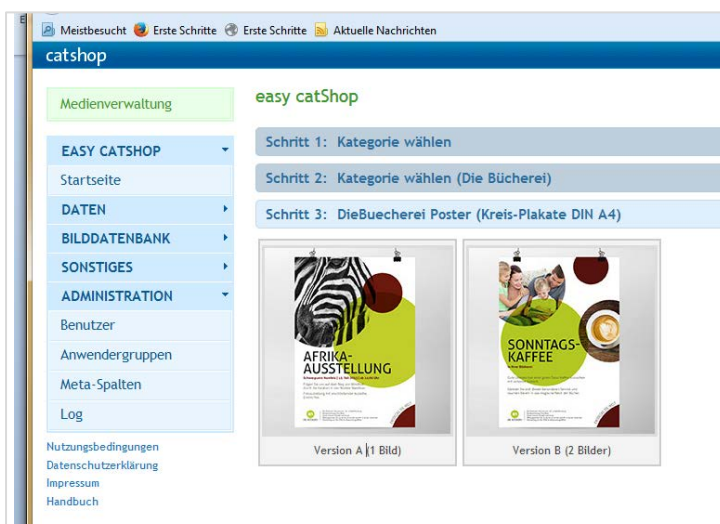 Meistbesucht Erste Schritte Erste Schritte Aktuelle Nachrichten
catshop
Medienverwaltung
EASY CATSHOP
Startseite
DATEN
BILDDATENBANK
SONSTIGES
ADMINISTRATION
Benutzer
Anwendergruppen
Meta-Spalten
Log
Nutzungsbedingungen
Datenschutzerklärung
Impressum
Handbuch
easy catShop
Schritt 1: Kategorie wählen
Schritt 2: Kategorie wählen (Die Bücherei)
Schritt 3: DieBuecherei Poster (Kreis-Plakate DIN A4)
AFRIKA-
AUSSTELLUNG
Version A (1 Bild)
SONNTAGS-
KAFFEE
Version B (2 Bilder)